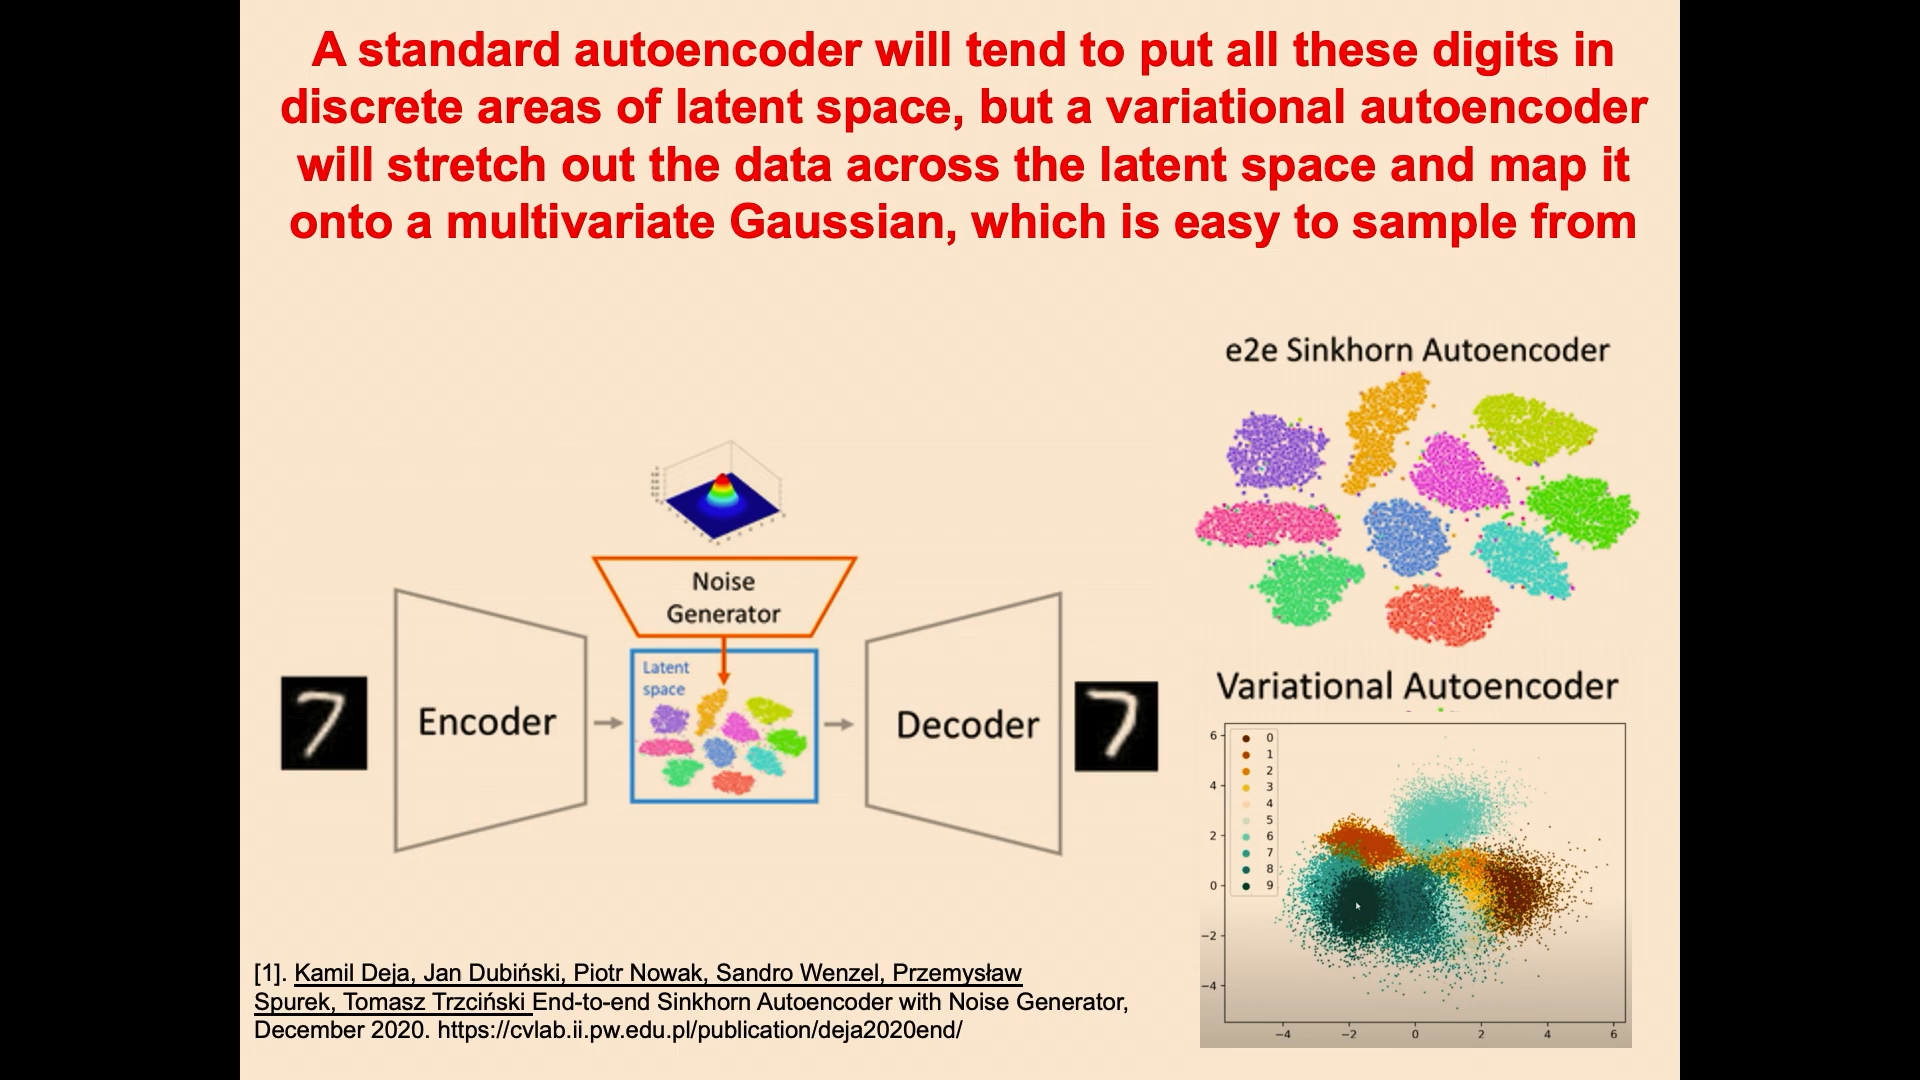 A standard autoencoder will tend to put all these digits in
discrete areas of latent space, but a variational autoencoder
will stretch out the data across the latent space and map it
onto a multivariate Gaussian, which is easy to sample from
e2e Sinkhorn Autoencoder
Noise
Generator
Latent
space
Encoder
Decoder
7
7
Variational Autoencoder
6
4
2
0
−2
−4
0
1
2
3
4
5
6
7
8
9
−4
−2
0
2
4
6
[1]. Kamil Deja, Jan Dubiński, Piotr Nowak, Sandro Wenzel, Przemysław
Spurek, Tomasz Trzciński End-to-end Sinkhorn Autoencoder with Noise Generator,
December 2020. https://cvlab.ii.pw.edu.pl/publication/deja2020end/